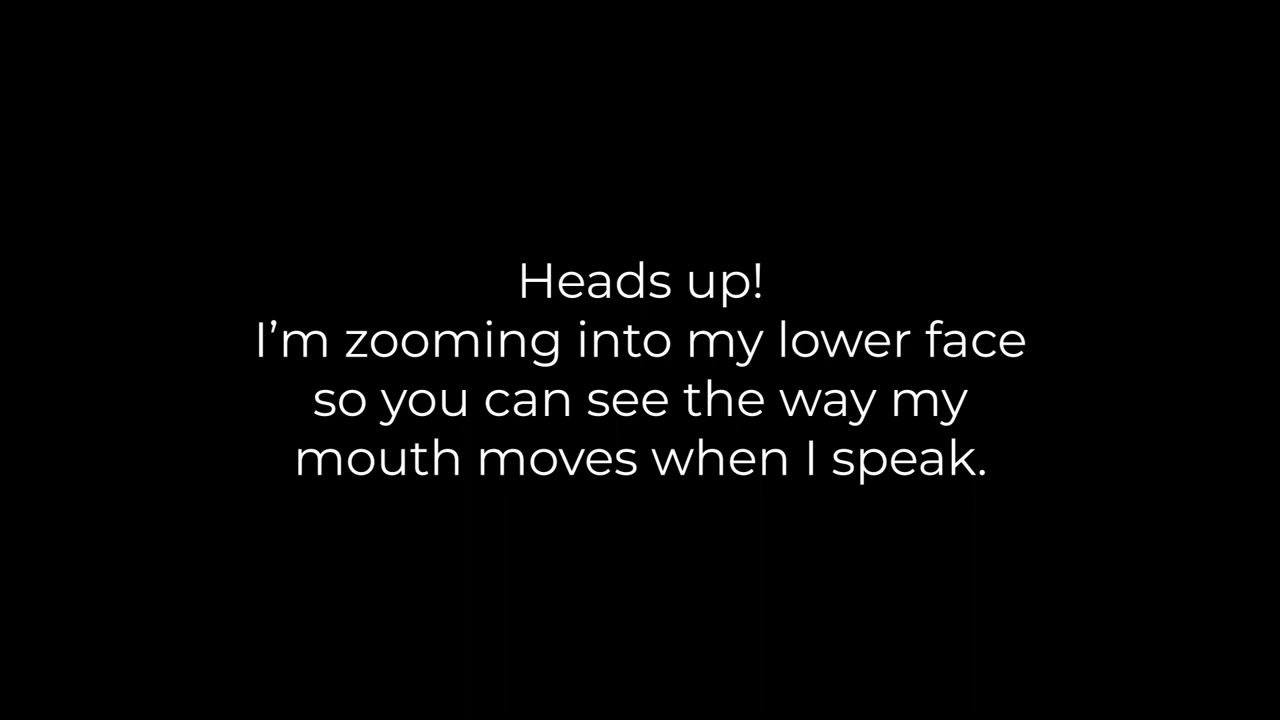 Heads up!
I’m zooming into my lower face
so you can see the way my
mouth moves when I speak.